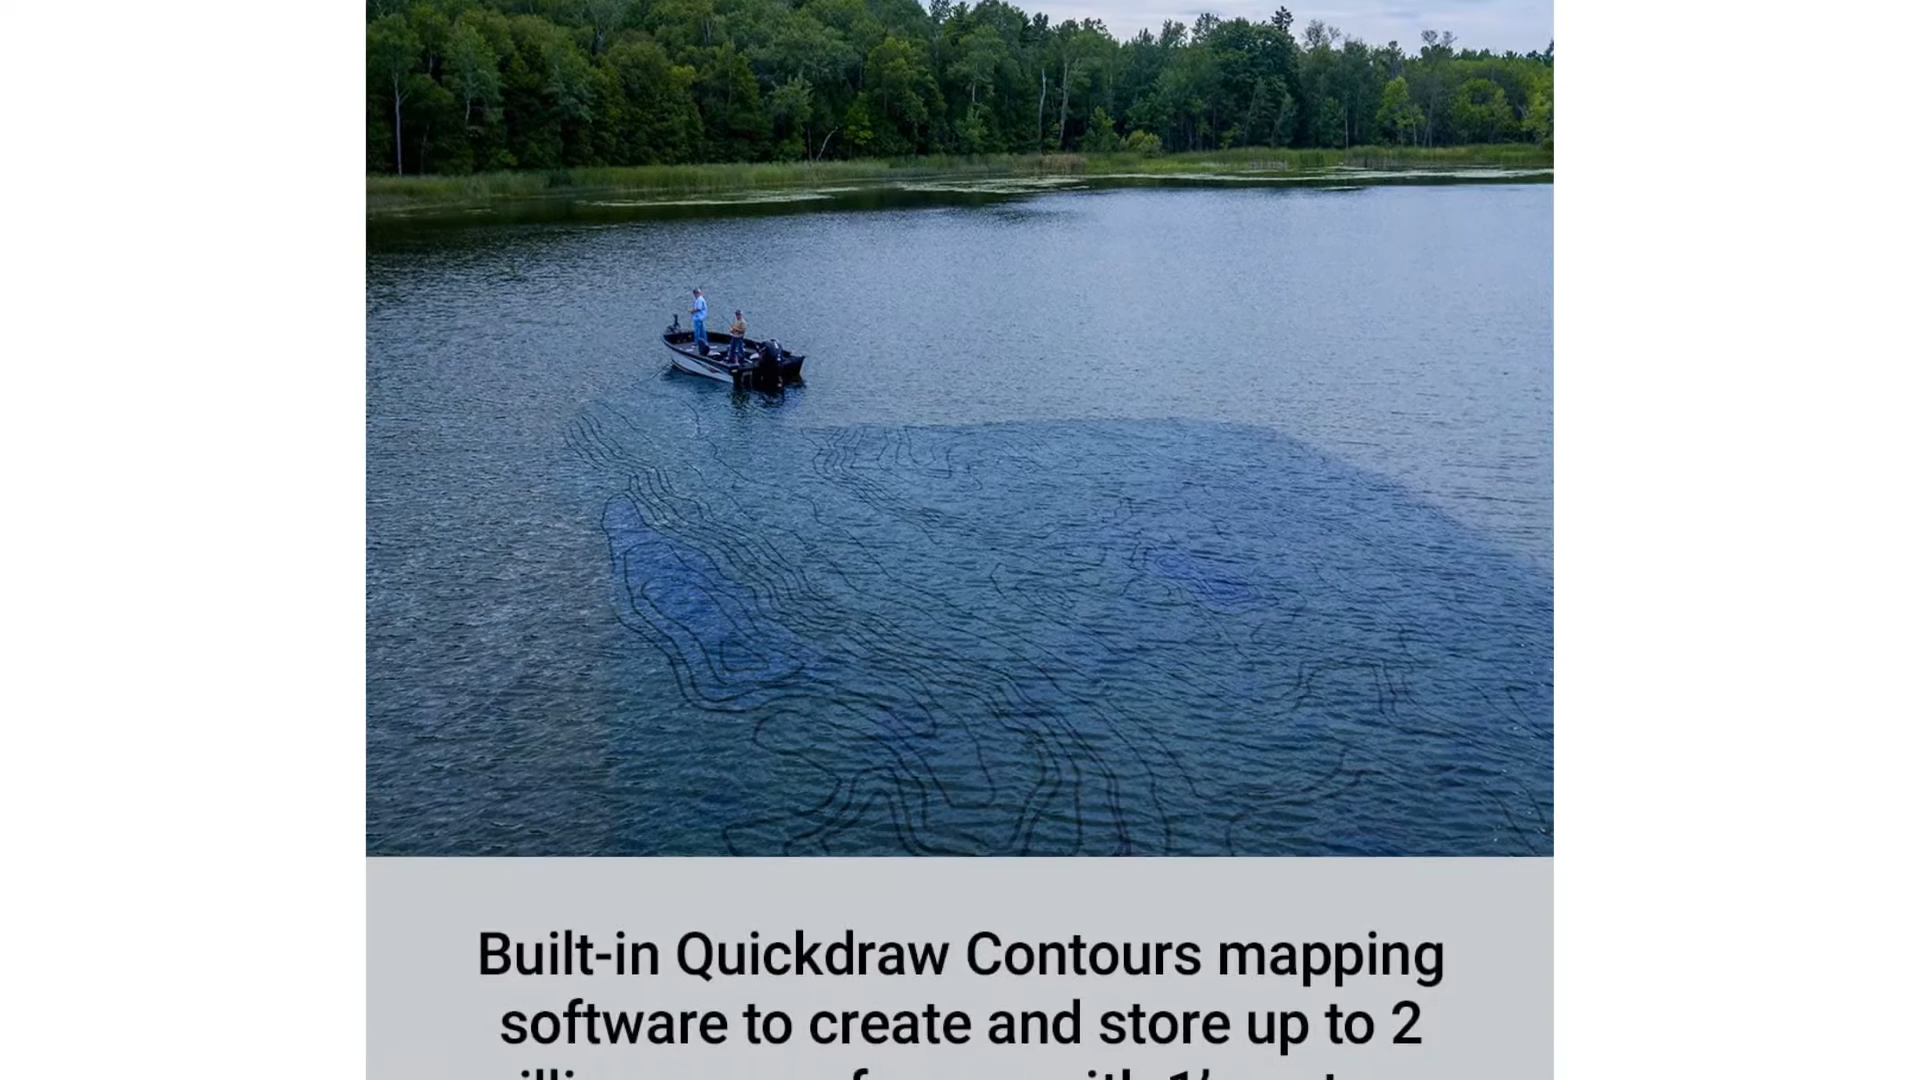 Built-in Quickdraw Contours mapping
software to create and store up to 2